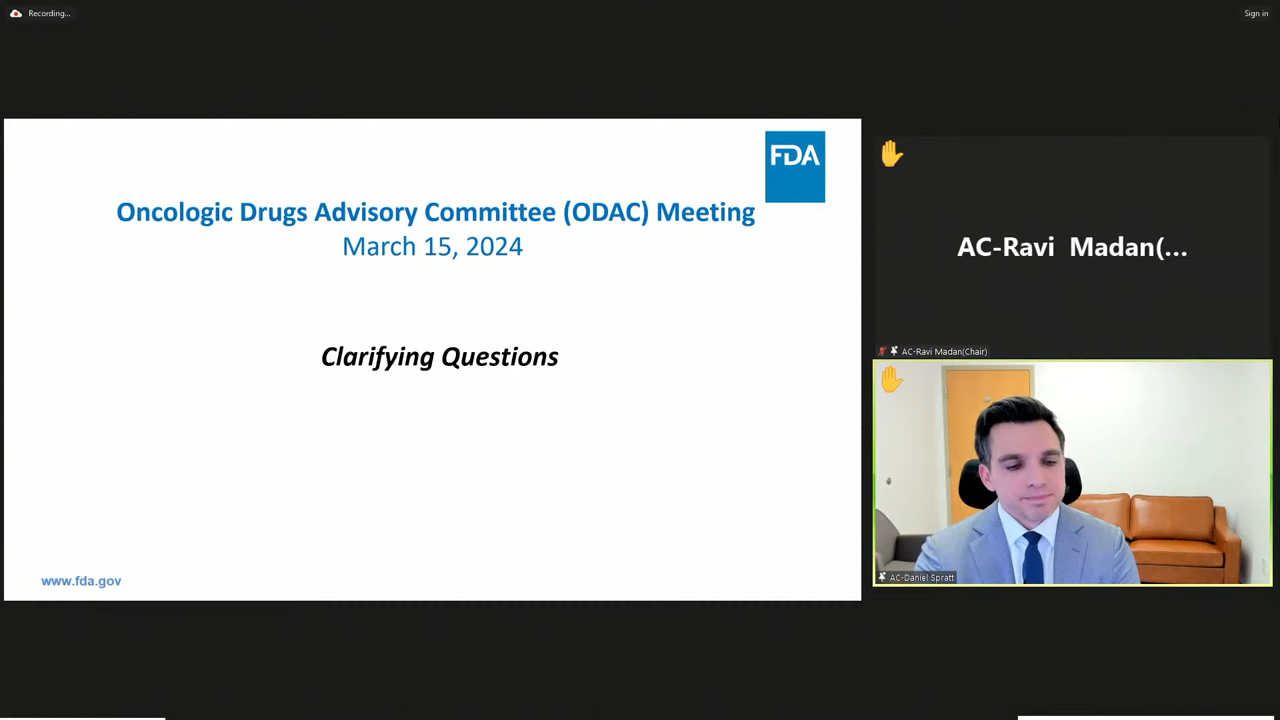 Recording...
Sign in
FDA
Oncologic Drugs Advisory Committee (ODAC) Meeting
March 15, 2024
Clarifying Questions
www.fda.gov
AC-Ravi Madan(...
AC-Ravi Madan(Chair)
AC-Daniel Spratt